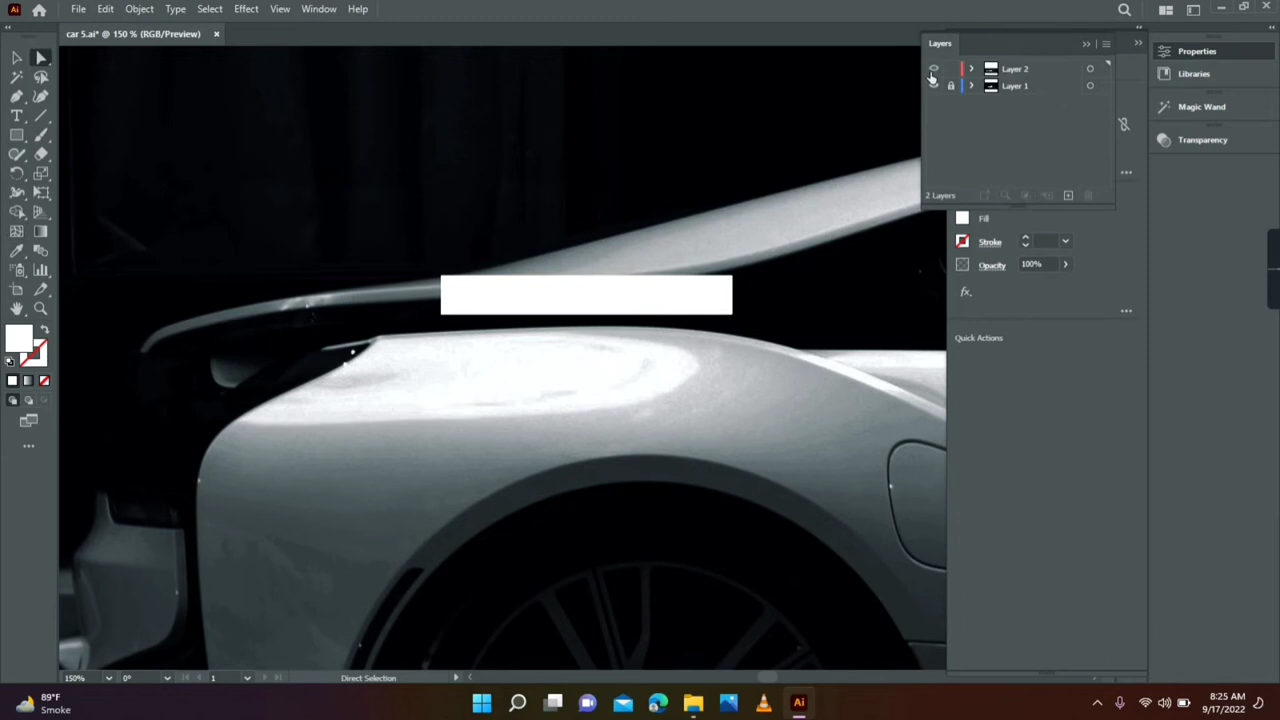 Ai File Edit Object Type Select Effect View Window Help
car 5.ai* @ 150 % (RGB/Preview) ×
Layers
Layer 2
Layer 1
2 Layers
Properties
Libraries
Magic Wand
Transparency
Fill
Stroke
Opacity 100%
fx.
Quick Actions
150% 0° 1 Direct Selection
89°F
Smoke
Ai
8:25 AM
9/17/2022